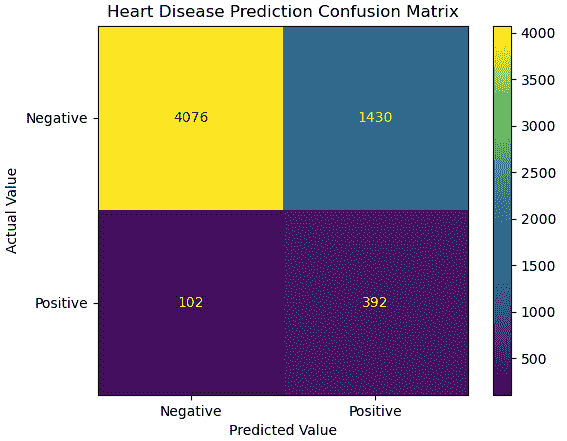 Heart Disease Prediction Confusion Matrix
Actual Value
Negative
Positive
4076
1430
102
392
Negative
Positive
Predicted Value
4000
3500
3000
2500
2000
1500
1000
500